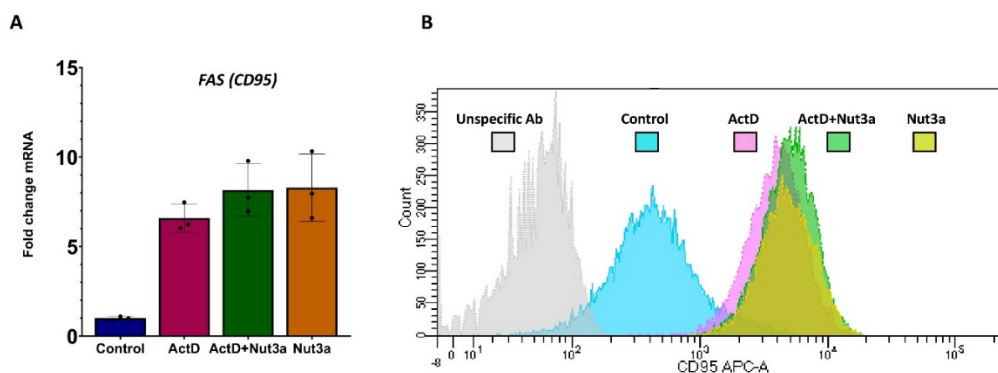 A
B
FAS (CD95)
Fold change mRNA
15
10
5
0
Control ActD ActD+Nut3a Nut3a
Unspecific Ab Control ActD ActD+Nut3a Nut3a
Count
350
300
250
200
150
100
50
0
-8 0 10¹ 10² 10³ 10⁴ 10⁵
CD95 APC-A